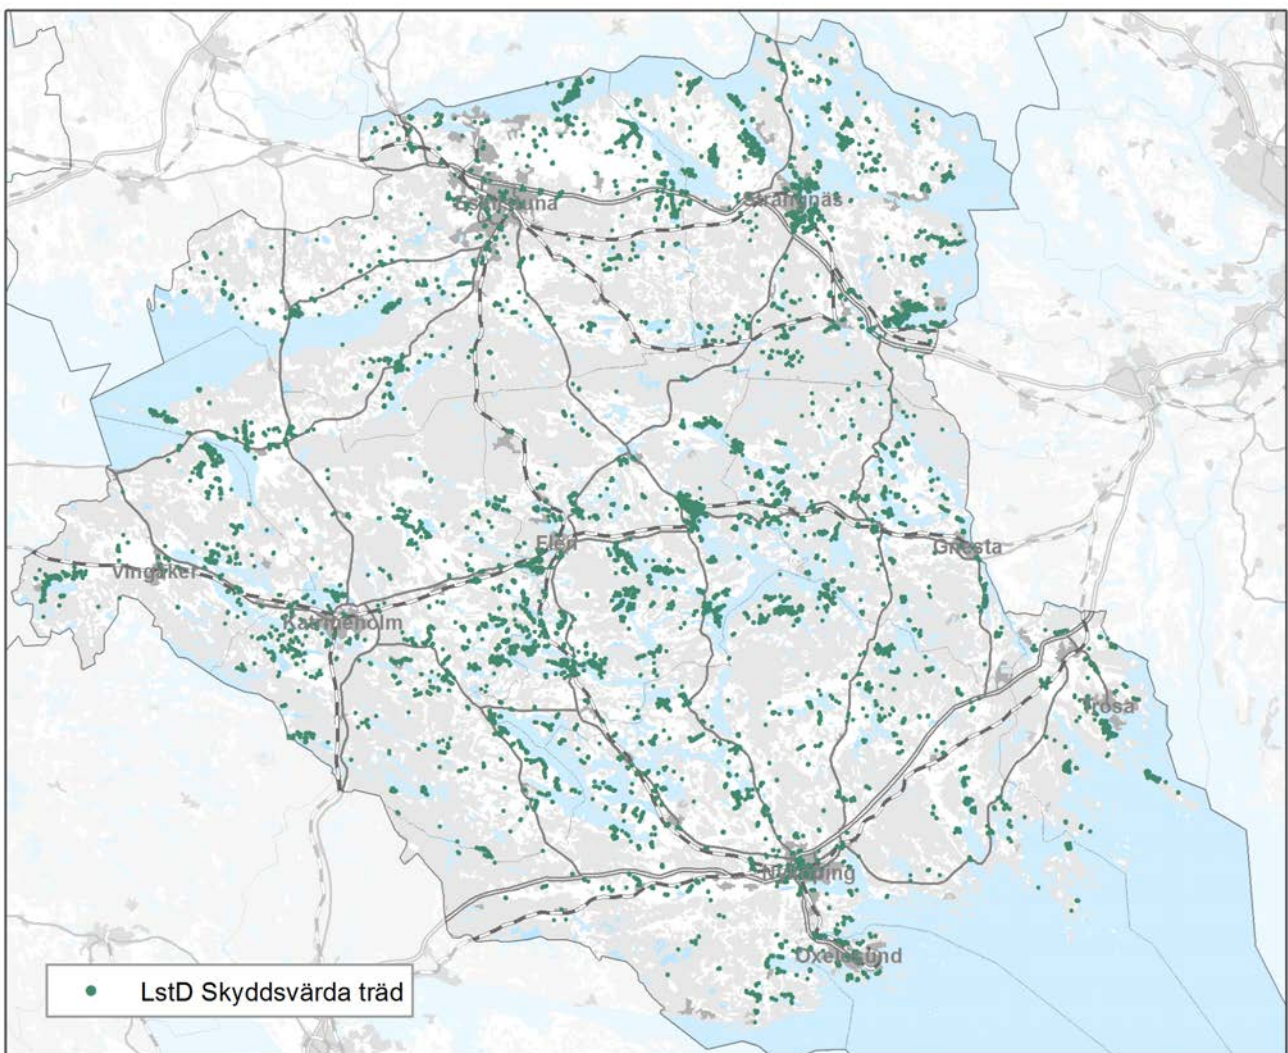 Eskilstuna
Strängnäs
Flen
Gnesta
Vingåker
Katrineholm
Trosa
Nyköping
Oxelösund
LstD Skyddsvärda träd